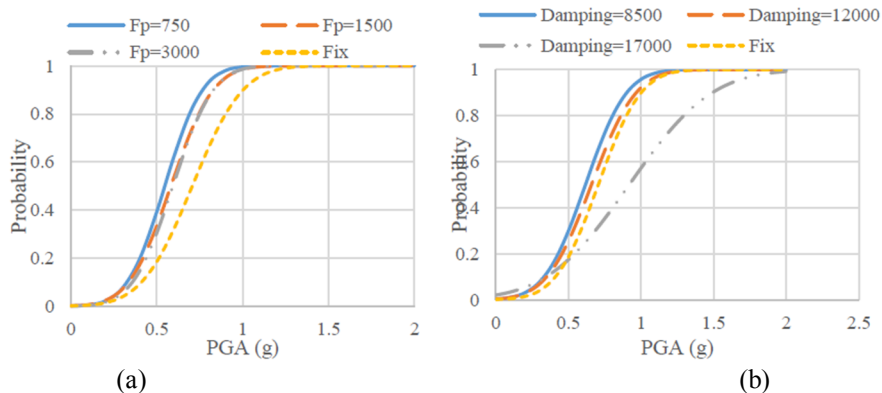 Fp=750
Fp=1500
Fp=3000
Fix
Probability
1
0.8
0.6
0.4
0.2
0
0
0.5
1
1.5
2
PGA (g)
(a)
Damping=8500
Damping=12000
Damping=17000
Fix
Probability
1
0.8
0.6
0.4
0.2
0
0
0.5
1
1.5
2
2.5
PGA (g)
(b)